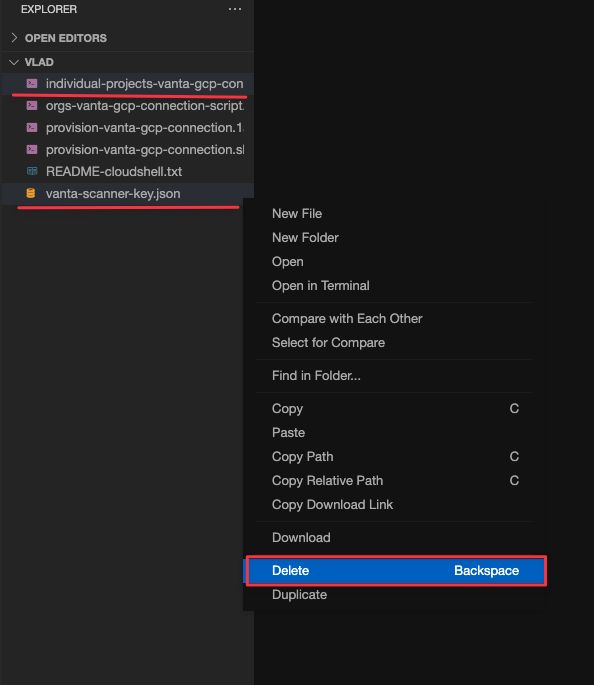 EXPLORER
OPEN EDITORS
VLAD
individual-projects-vanta-gcp-con
orgs-vanta-gcp-connection-script.
provision-vanta-gcp-connection.1
provision-vanta-gcp-connection.sh
README-cloudshell.txt
vanta-scanner-key.json
New File
New Folder
Open
Open in Terminal
Compare with Each Other
Select for Compare
Find in Folder...
Copy C
Paste
Copy Path C
Copy Relative Path C
Copy Download Link
Download
Delete Backspace
Duplicate